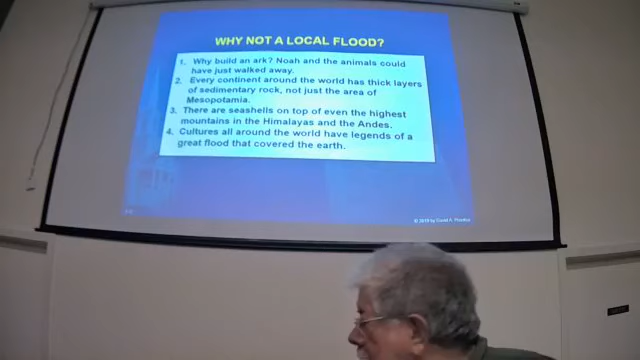 WHY NOT A LOCAL FLOOD?
1. Why build an ark? Noah and the animals could
have just walked away.
2. Every continent around the world has thick layers
of sedimentary rock, not just the area of
Mesopotamia.
3. There are seashells on top of even the highest
mountains in the Himalayas and the Andes.
4. Cultures all around the world have legends of a
great flood that covered the earth.
by David A.